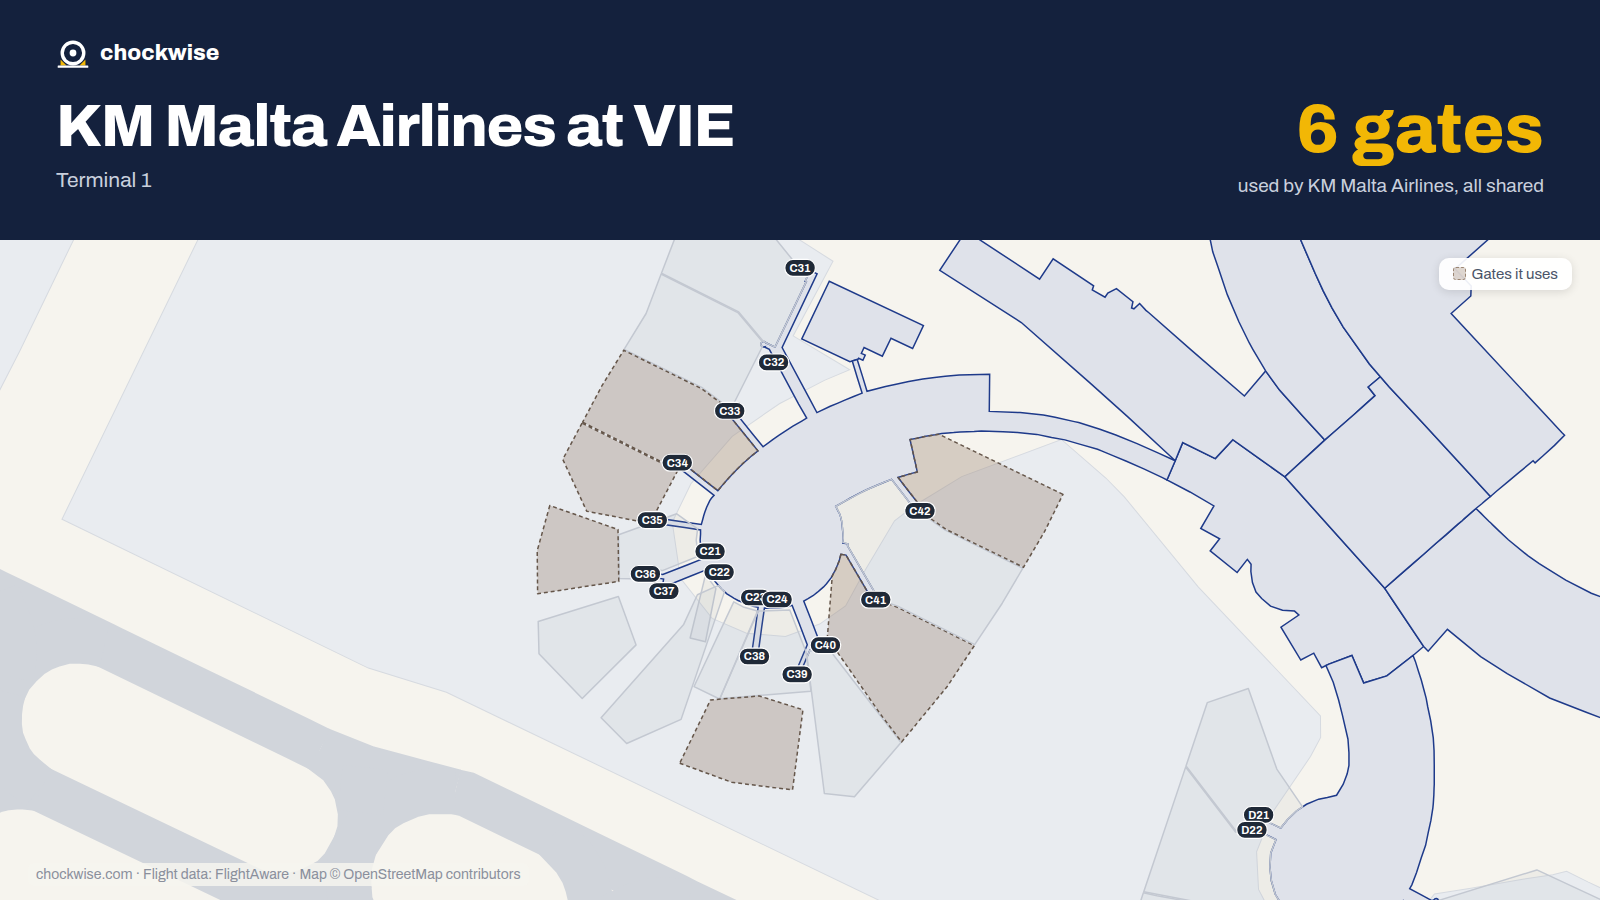 chockwise
KM Malta Airlines at VIE
Terminal 1
6 gates
used by KM Malta Airlines, all shared
Gates it uses
C31
C32
C33
C34
C35
C21
C22
C36
C37
C24
C38
C39
C40
C41
C42
D21
D22
chockwise.com · Flight data: FlightAware · Map © OpenStreetMap contributors